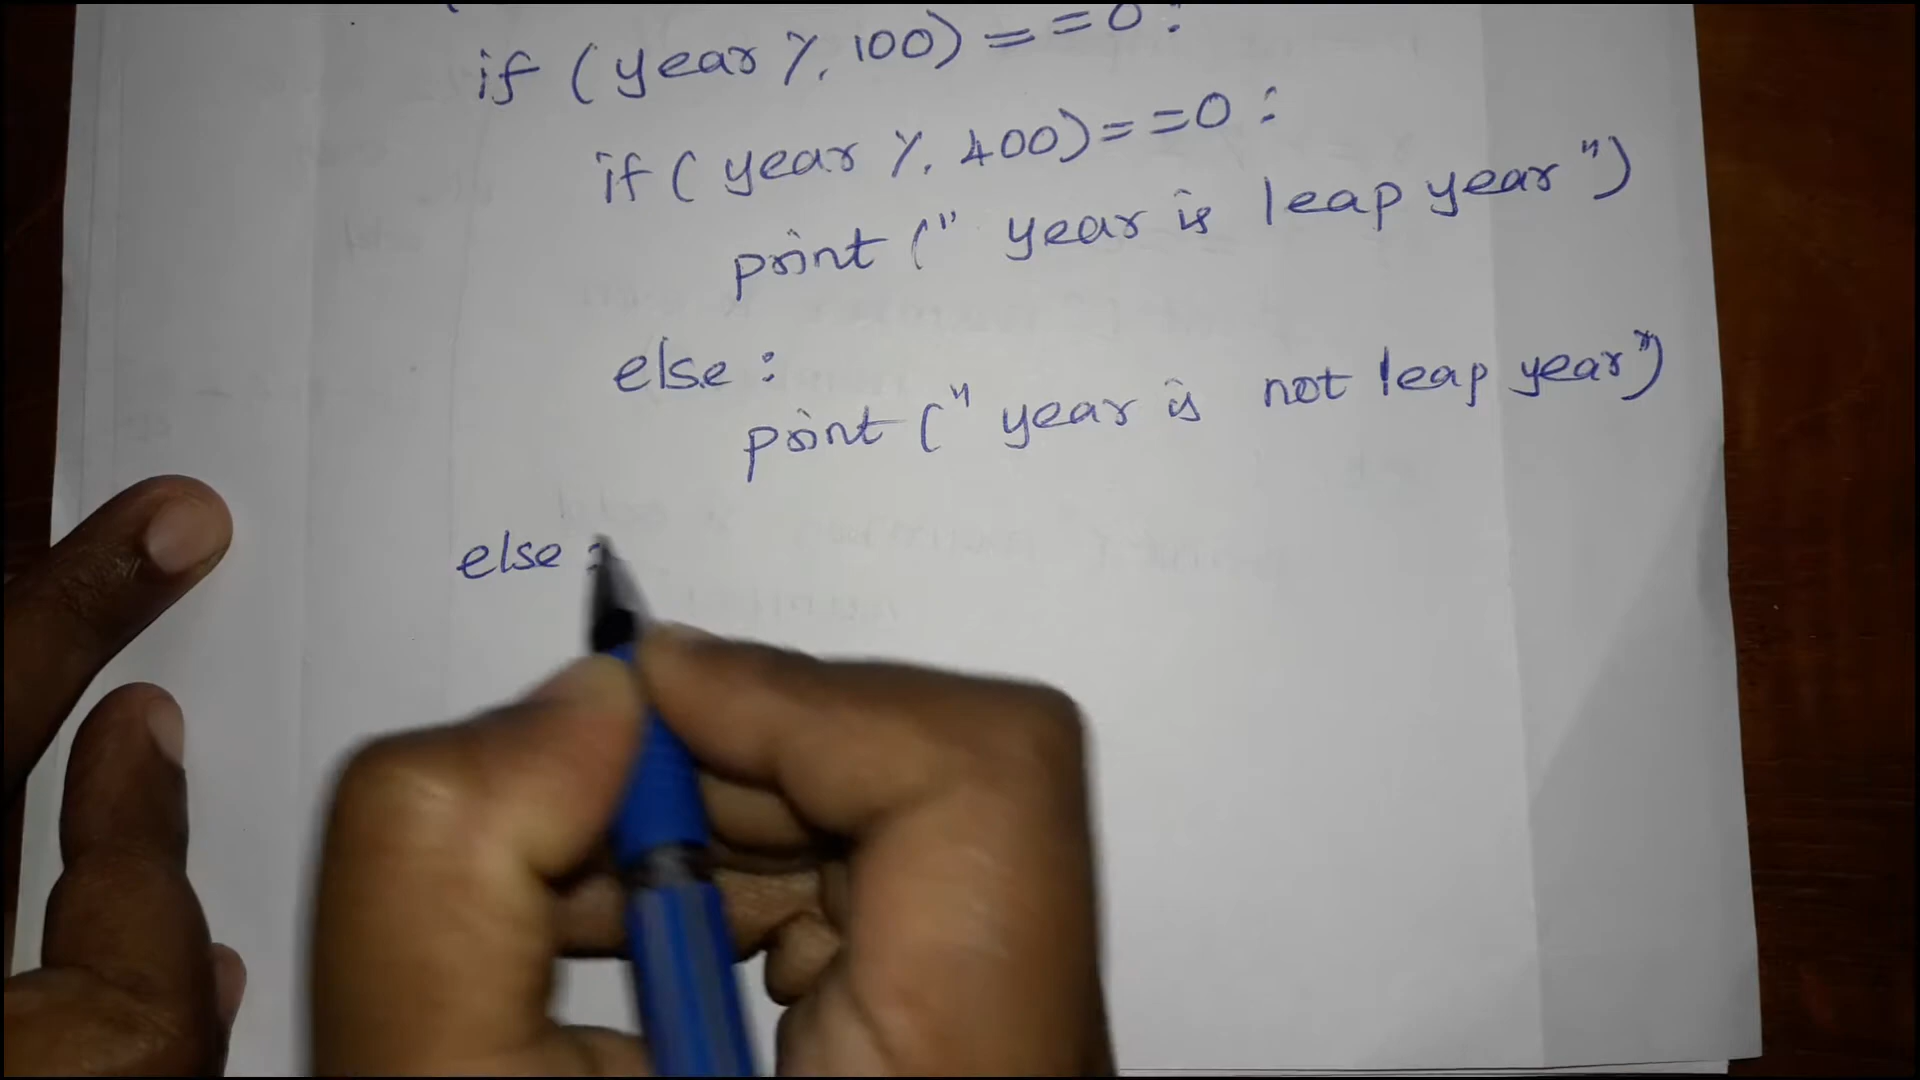 if (year % 100) ==0 :
if ( year % 400)==0 :
print (" year is leap year")
else :
print (" year is not leap year")
else :